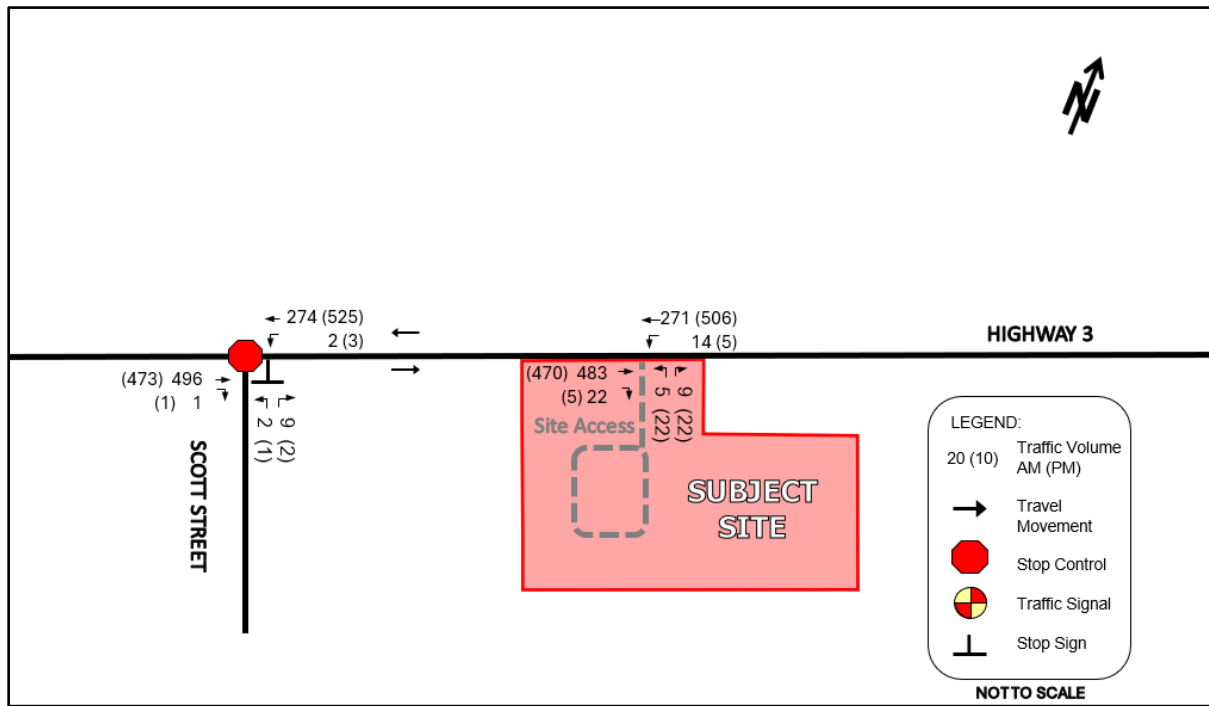 N
274 (525)
2 (3)
271 (506)
14 (5)
HIGHWAY 3
(473) 496
(1) 1
2 (1)
9 (2)
(470) 483
(5) 22
5 (22)
9 (22)
Site Access
SCOTT STREET
SUBJECT
SITE
LEGEND:
20 (10)
Traffic Volume
AM (PM)
Travel
Movement
Stop Control
Traffic Signal
Stop Sign
NOT TO SCALE